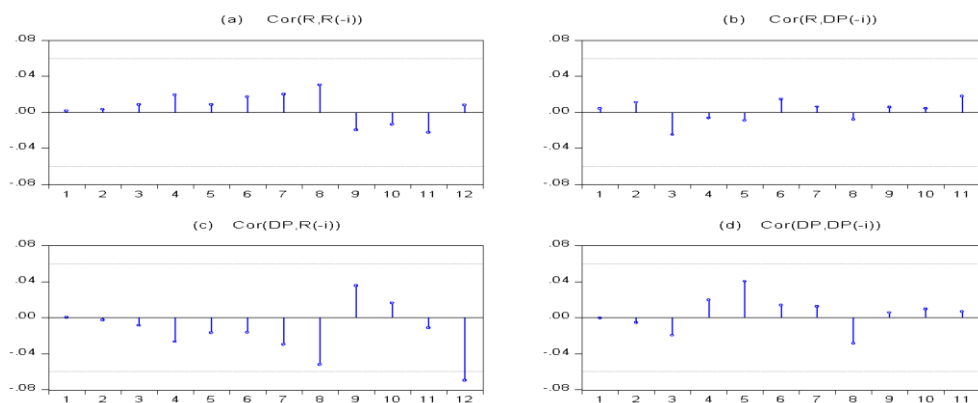 (a) Cor(R,R(-i))
.08
.04
.00
-.04
-.08
1 2 3 4 5 6 7 8 9 10 11 12
(b) Cor(R,DP(-i))
.08
.04
.00
-.04
-.08
1 2 3 4 5 6 7 8 9 10 11
(c) Cor(DP,R(-i))
.08
.04
.00
-.04
-.08
1 2 3 4 5 6 7 8 9 10 11 12
(d) Cor(DP,DP(-i))
.08
.04
.00
-.04
-.08
1 2 3 4 5 6 7 8 9 10 11